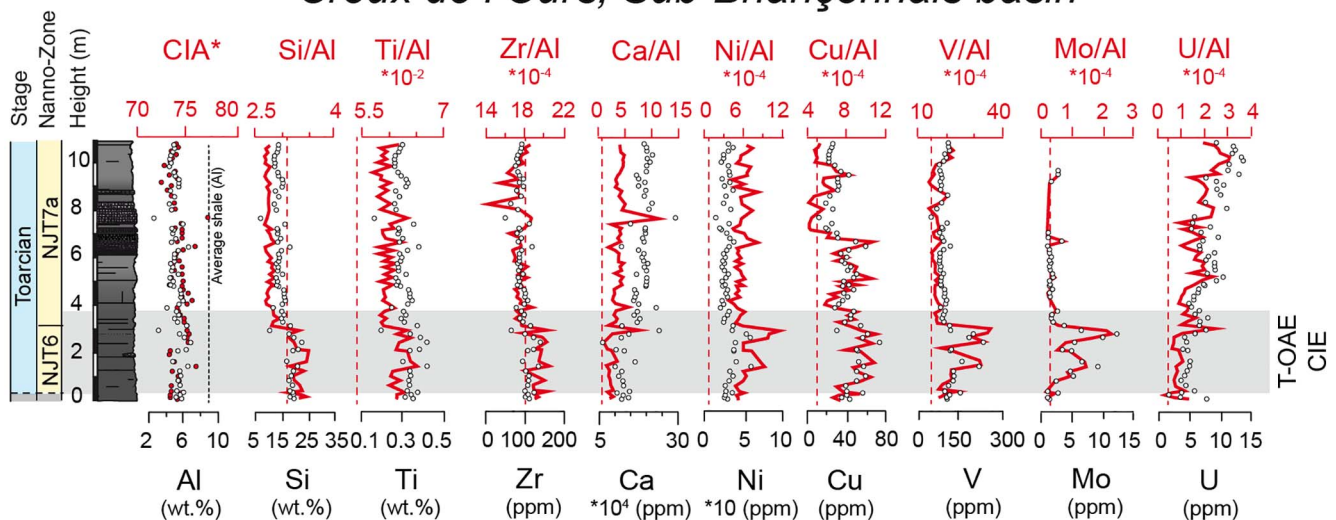 Creux de l'Ours, Sub-Briançonnais basin
CIA* Si/Al Ti/Al Zr/Al Ca/Al Ni/Al Cu/Al V/Al Mo/Al U/Al
*10-2 *10-4 *10-4 *10-4 *10-4 *10-4 *10-4
70 75 80 2.5 4 5.5 7 14 18 22 0 5 10 15 0 6 12 4 8 12 10 40 0 1 2 3 0 1 2 3 4
Stage
Nanno-Zone
Height (m)
Toarcian
NJT7a
NJT6
10
8
6
4
2
0
Average shale (Al)
T-OAE
CIE
2 6 10 5 15 25 35 0.1 0.3 0.5 0 100 200 5 30 0 5 10 0 40 80 0 150 300 0 5 10 15 0 5 10 15
Al Si Ti Zr Ca Ni Cu V Mo U
(wt.%) (wt.%) (wt.%) (ppm) *10⁴ (ppm) *10 (ppm) (ppm) (ppm) (ppm) (ppm)